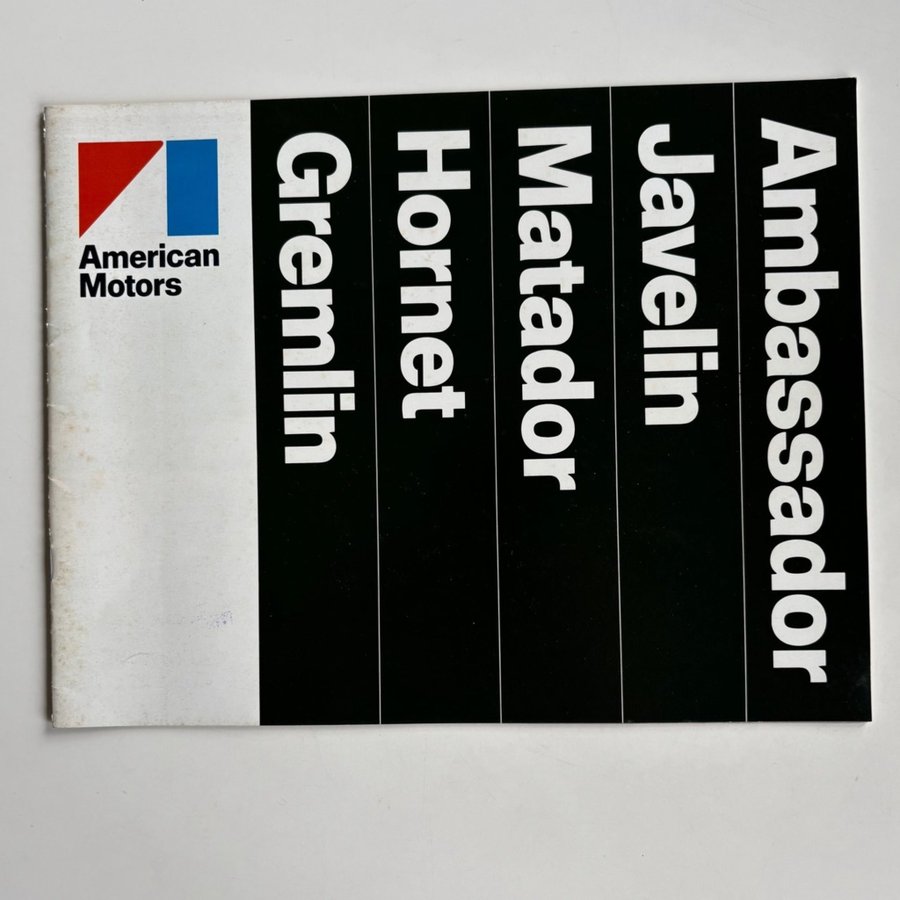 American
Motors
Gremlin
Hornet
Matador
Javelin
Ambassador